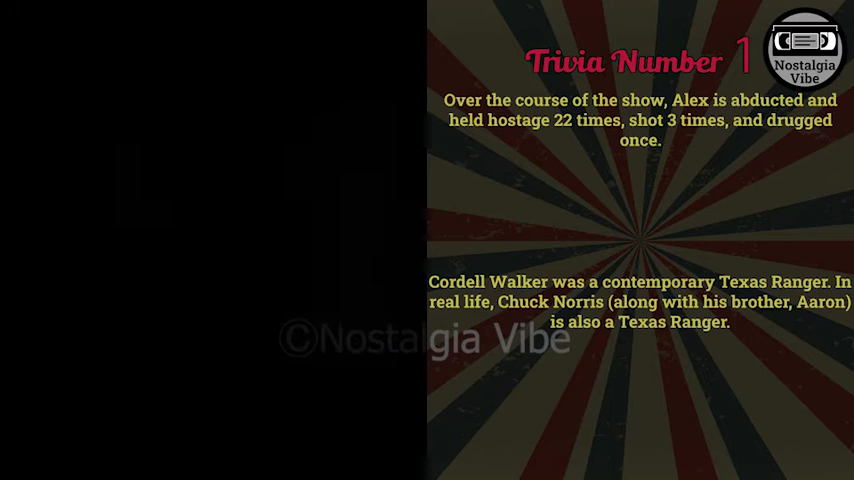 Trivia Number 1
Nostalgia
Vibe
Over the course of the show, Alex is abducted and
held hostage 22 times, shot 3 times, and drugged
once.
Cordell Walker was a contemporary Texas Ranger. In
real life, Chuck Norris (along with his brother, Aaron)
is also a Texas Ranger.
©Nostalgia Vibe